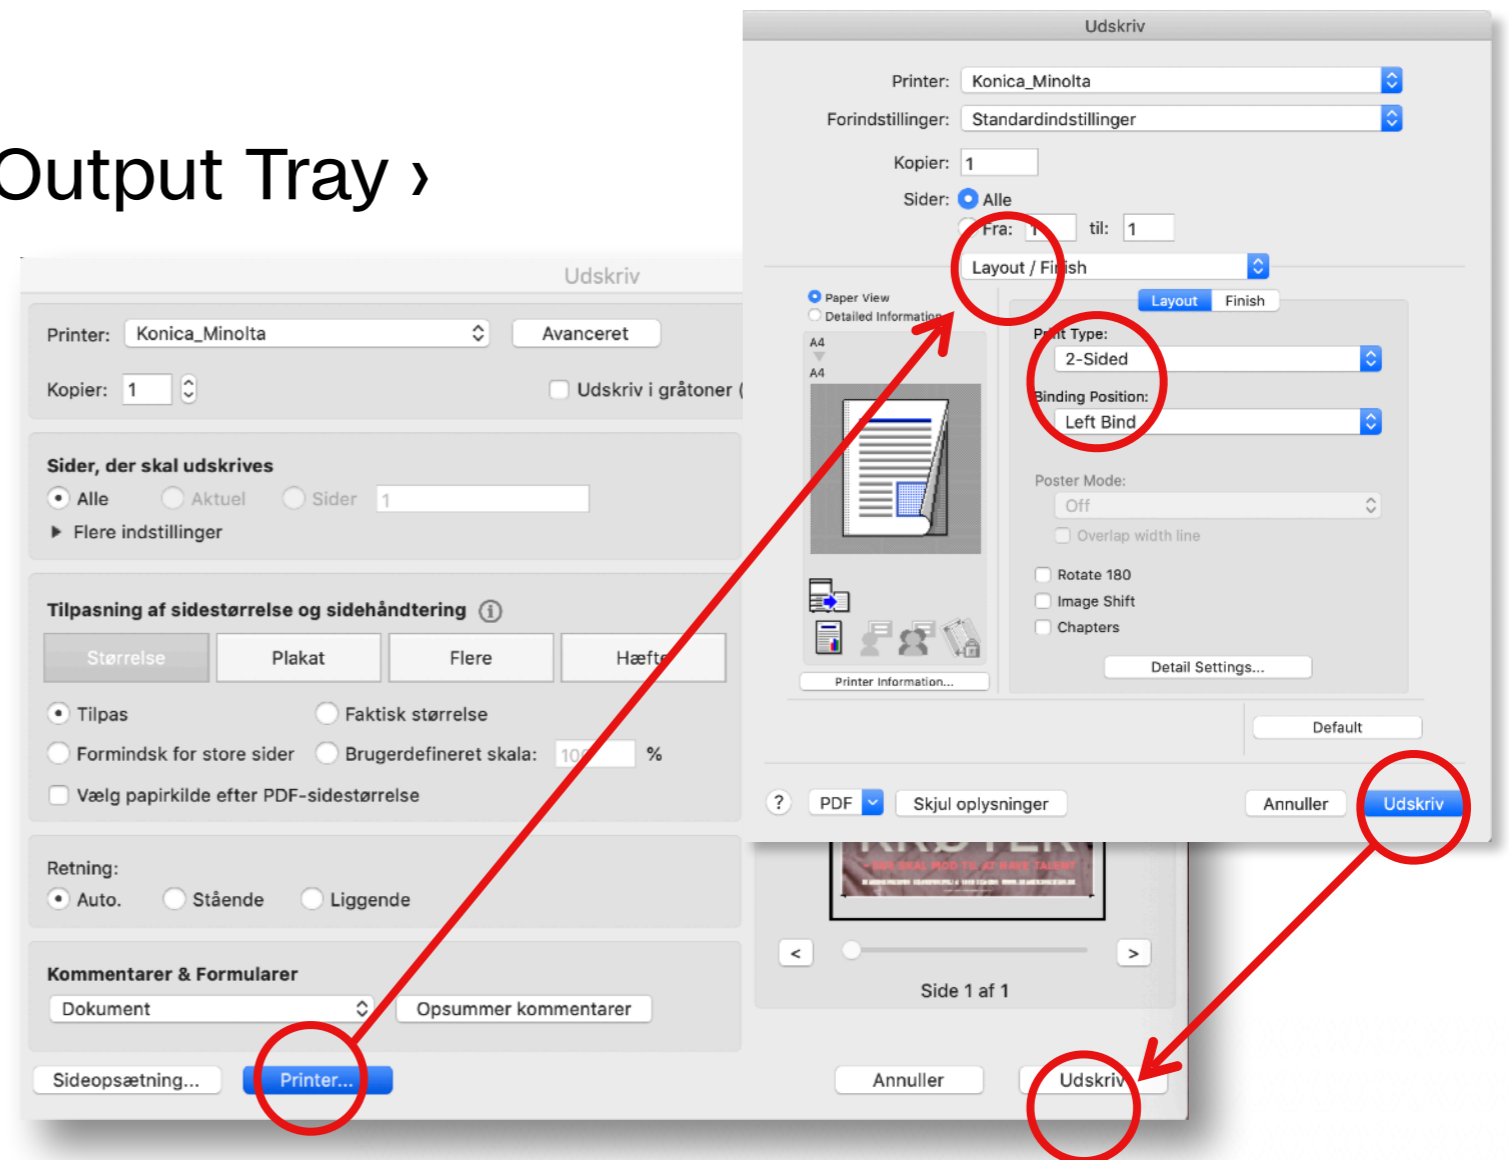 Output Tray ›
Udskriv
Printer: Konica_Minolta
Forindstillinger: Standardindstillinger
Kopier: 1
Sider: Alle
Fra: 1 til: 1
Layout / Finish
Paper View
Detailed Information
A4
A4
Printer Information...
Layout Finish
Print Type:
2-Sided
Binding Position:
Left Bind
Poster Mode:
Off
Overlap width line
Rotate 180
Image Shift
Chapters
Detail Settings...
Default
? PDF Skjul oplysninger Annuller Udskriv
Udskriv
Printer: Konica_Minolta Avanceret
Kopier: 1 Udskriv i gråtoner (
Sider, der skal udskrives
Alle Aktuel Sider 1
Flere indstillinger
Tilpasning af sidestørrelse og sidehåndtering i
Størrelse Plakat Flere Hæfte
Tilpas Faktisk størrelse
Formindsk for store sider Brugerdefineret skala: 100 %
Vælg papirkilde efter PDF-sidestørrelse
Retning:
Auto. Stående Liggende
Kommentarer & Formularer
Dokument Opsummer kommentarer
Sideopsætning... Printer...
< >
Side 1 af 1
Annuller Udskriv